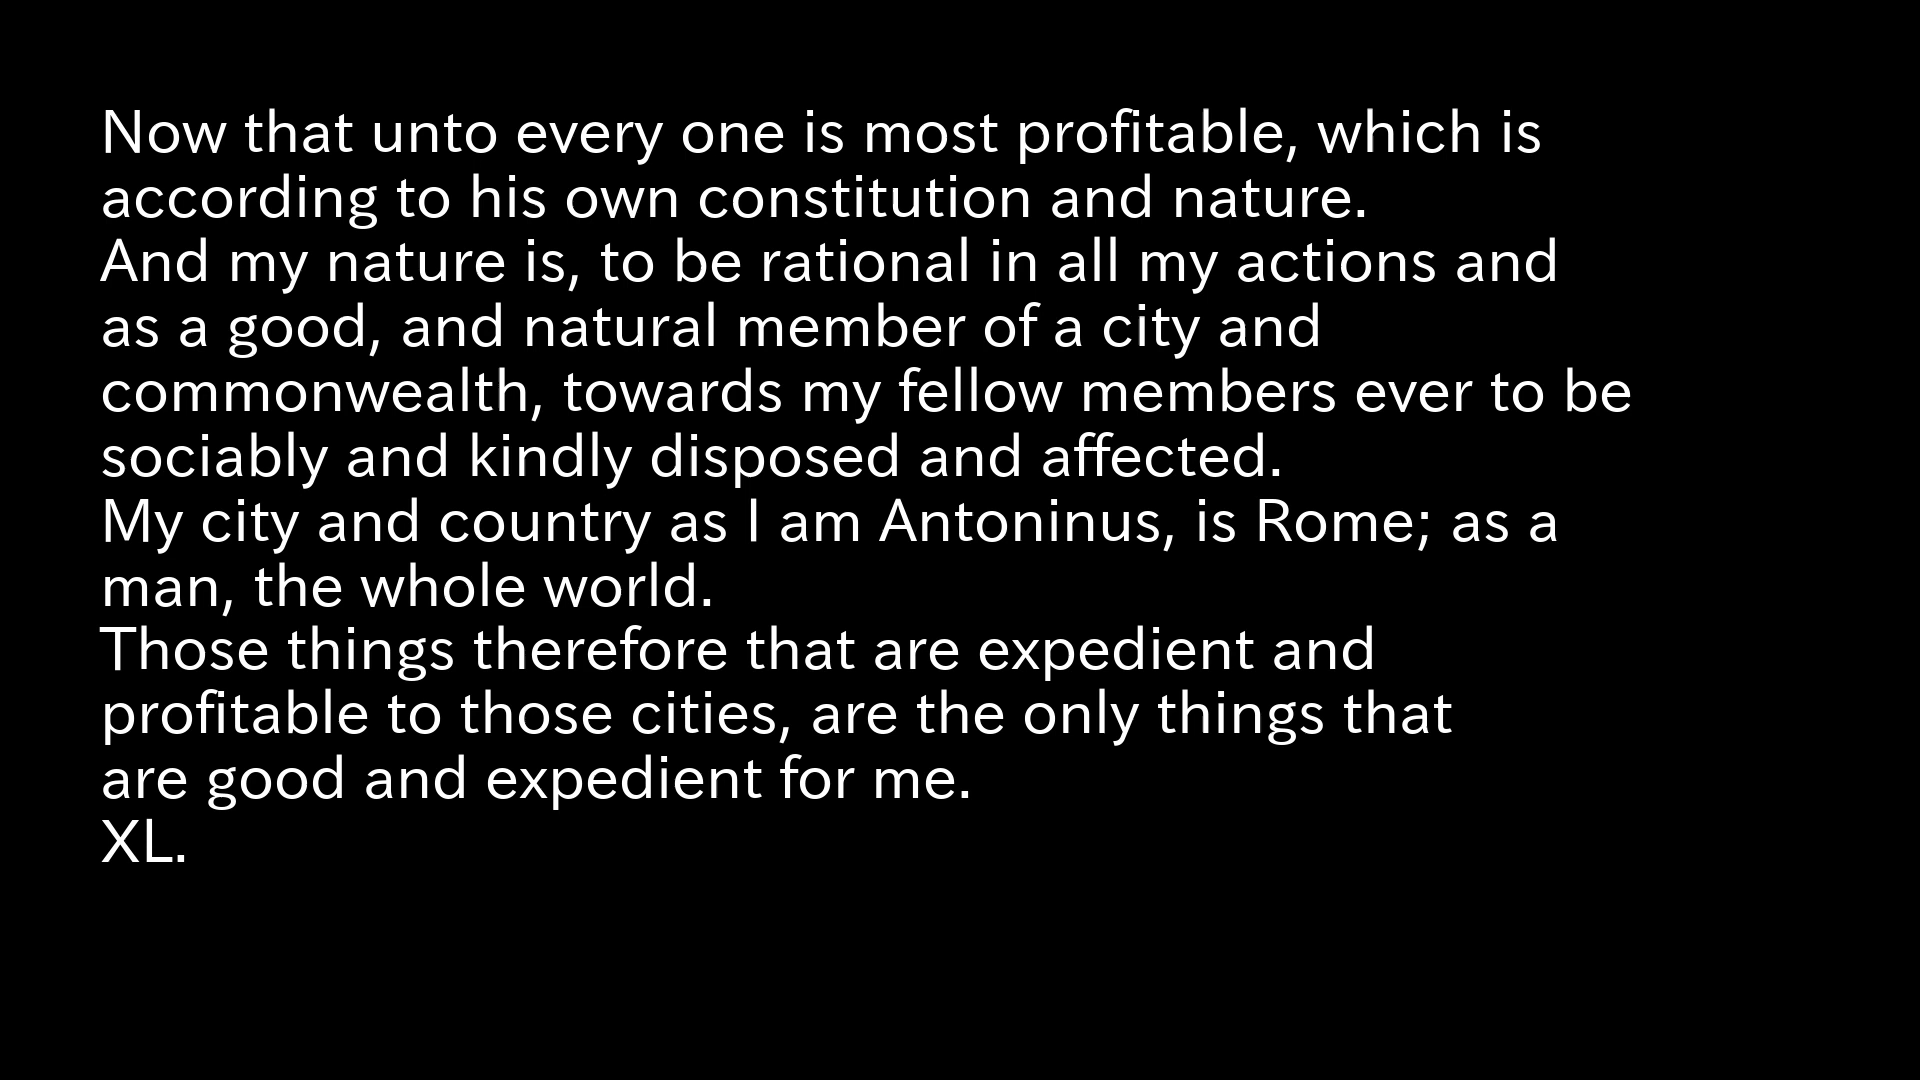 Now that unto every one is most profitable, which is
according to his own constitution and nature.
And my nature is, to be rational in all my actions and
as a good, and natural member of a city and
commonwealth, towards my fellow members ever to be
sociably and kindly disposed and affected.
My city and country as I am Antoninus, is Rome; as a
man, the whole world.
Those things therefore that are expedient and
profitable to those cities, are the only things that
are good and expedient for me.
XL.